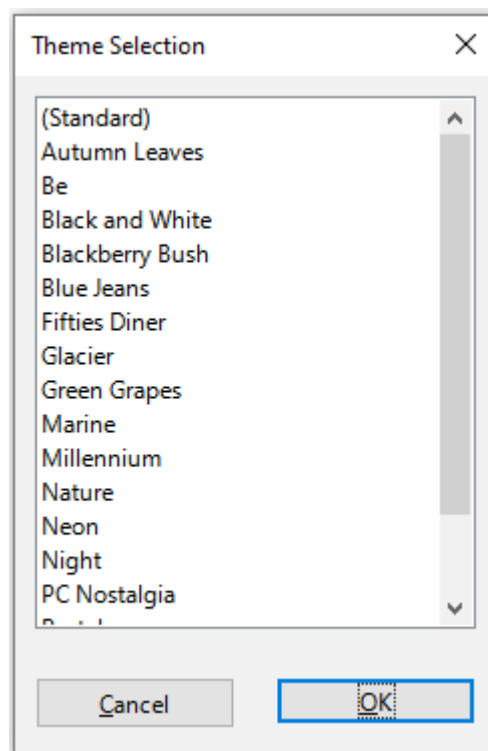 Theme Selection
(Standard)
Autumn Leaves
Be
Black and White
Blackberry Bush
Blue Jeans
Fifties Diner
Glacier
Green Grapes
Marine
Millennium
Nature
Neon
Night
PC Nostalgia
Cancel
OK